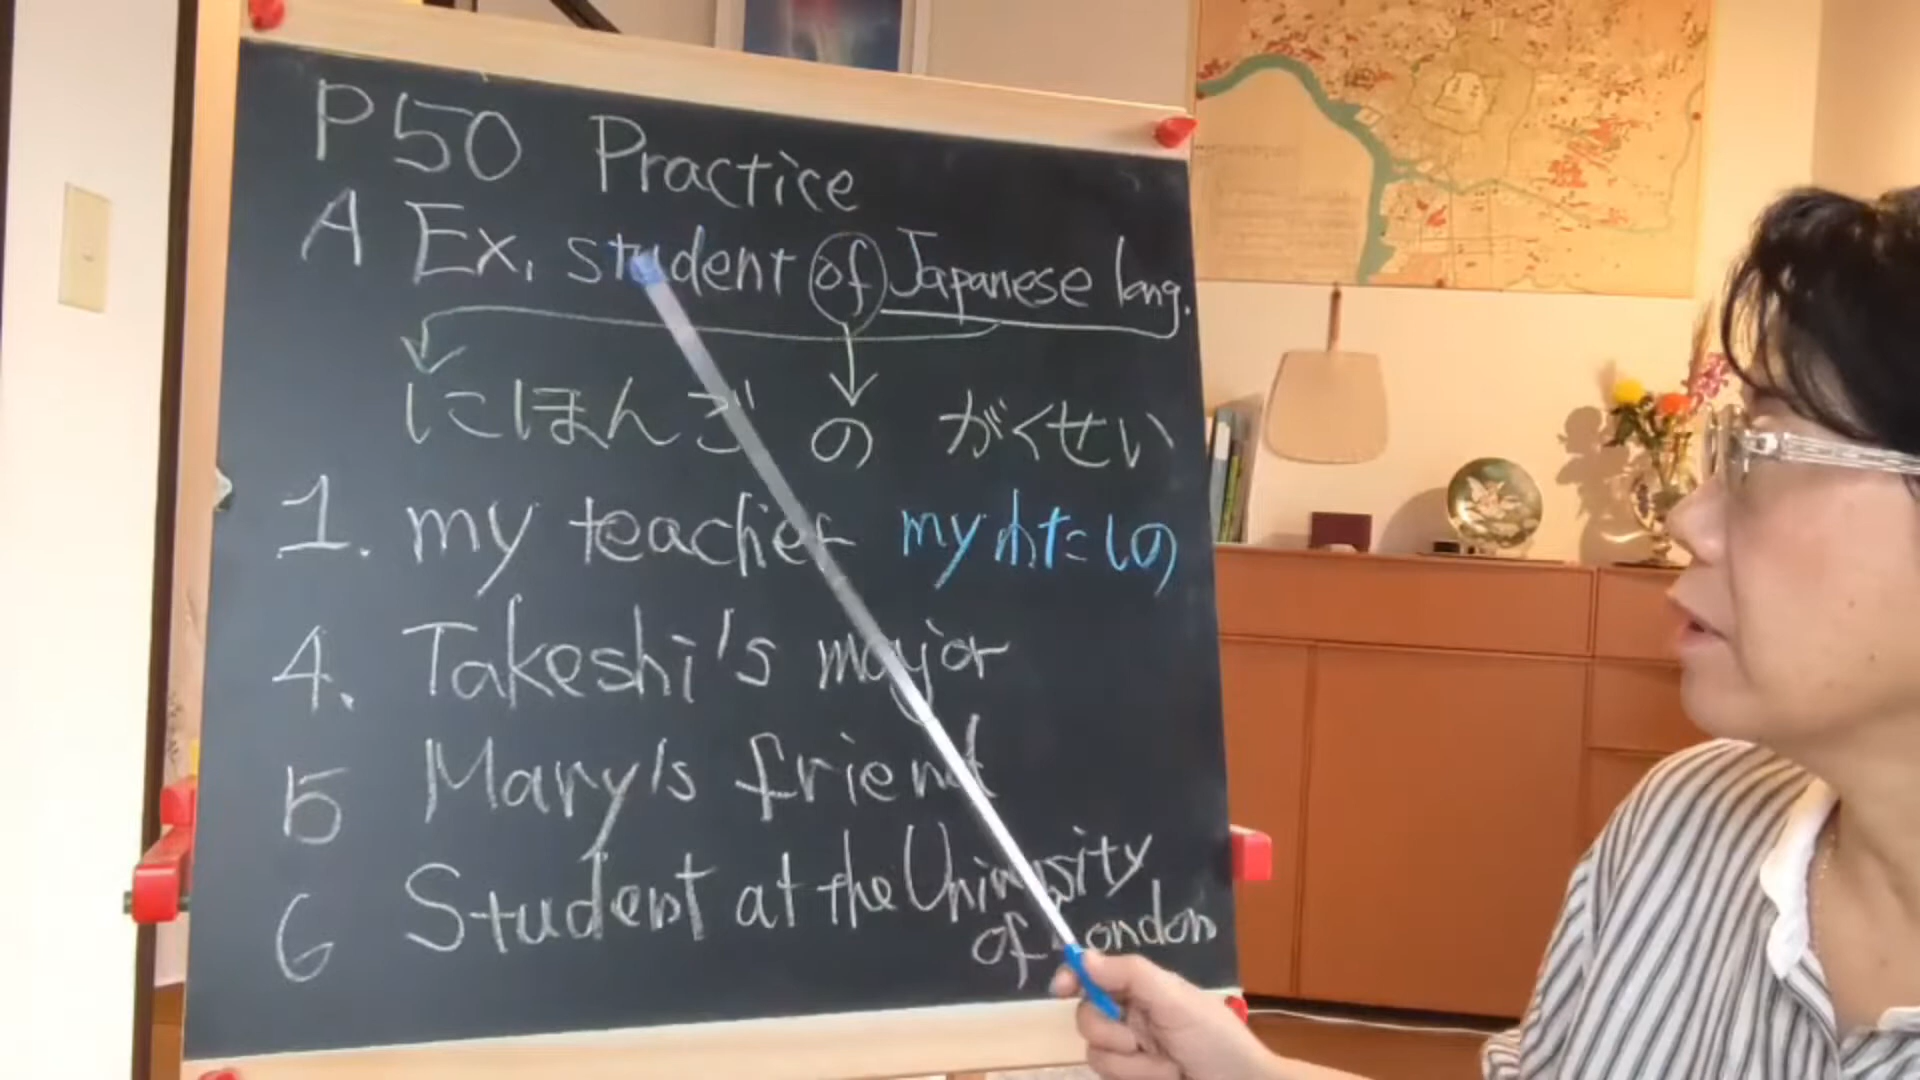 P50 Practice
A Ex. student of Japanese lang.
にほんご の がくせい
1. my teacher my わたしの
4. Takeshi's major
5 Mary's friend
6 Student at the University
of London